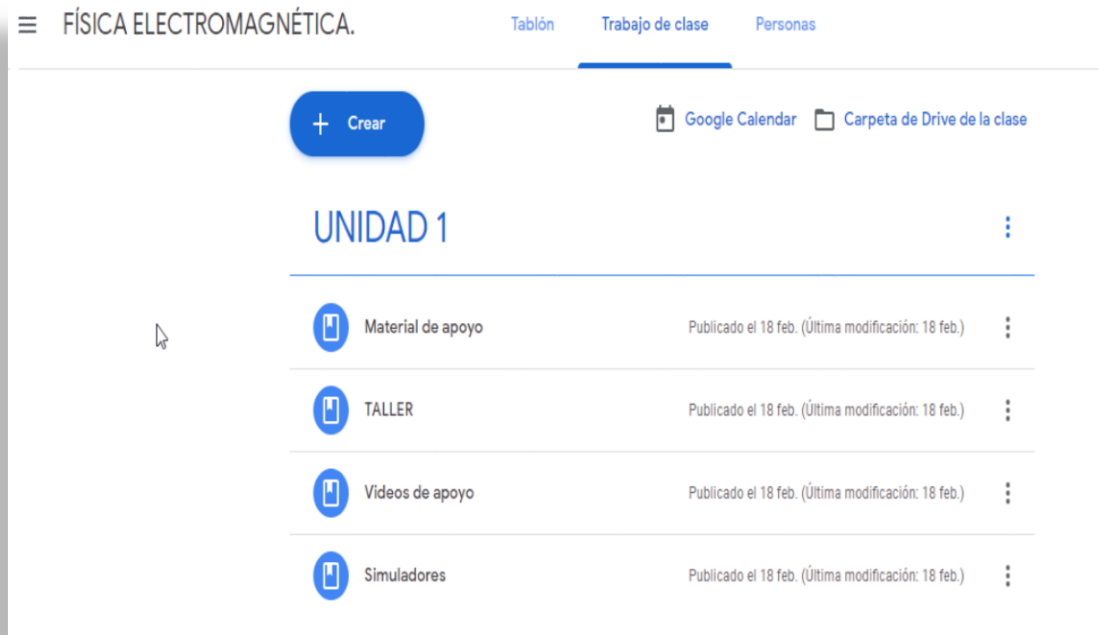 FÍSICA ELECTROMAGNÉTICA. Tablón Trabajo de clase Personas
+ Crear Google Calendar Carpeta de Drive de la clase
UNIDAD 1
Material de apoyo Publicado el 18 feb. (Última modificación: 18 feb.)
TALLER Publicado el 18 feb. (Última modificación: 18 feb.)
Videos de apoyo Publicado el 18 feb. (Última modificación: 18 feb.)
Simuladores Publicado el 18 feb. (Última modificación: 18 feb.)